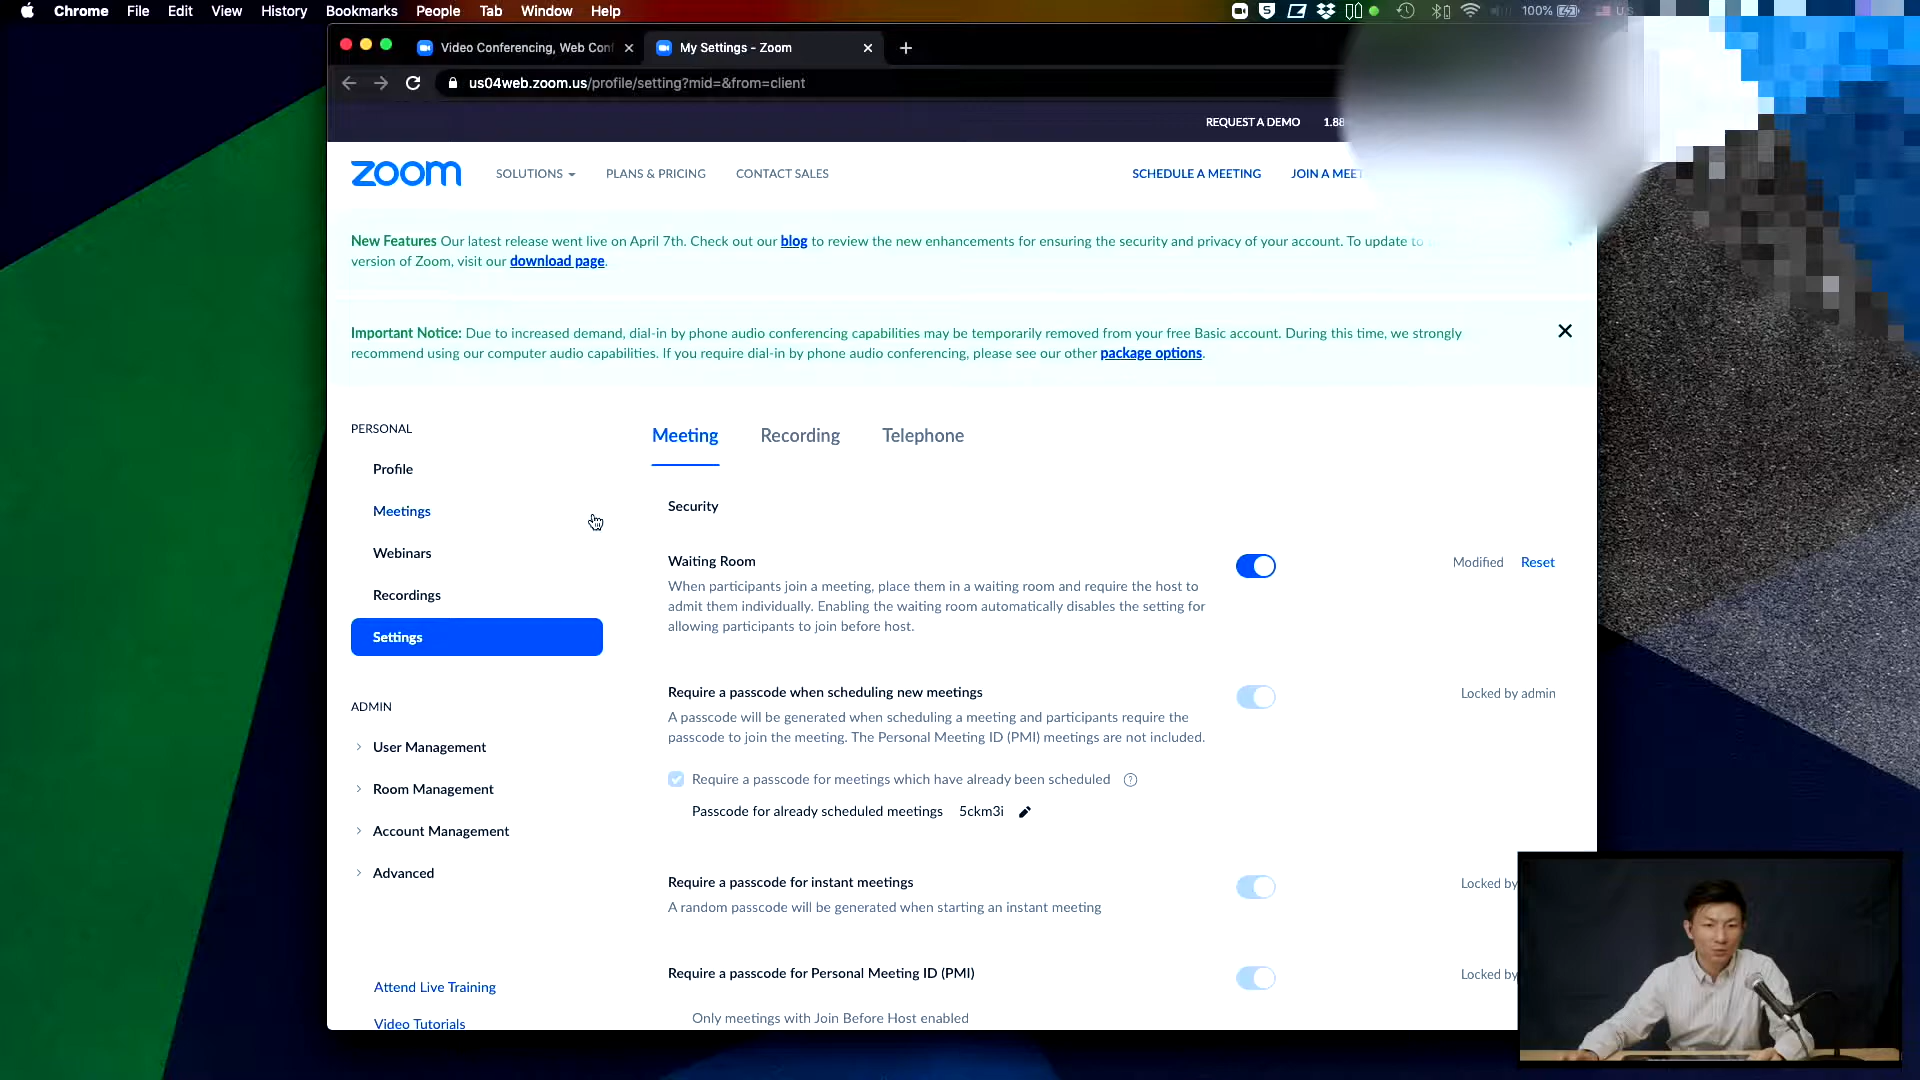 Chrome File Edit View History Bookmarks People Tab Window Help 100%
Video Conferencing, Web Con My Settings - Zoom
us04web.zoom.us/profile/setting?mid=&from=client
REQUEST A DEMO 1.88
zoom SOLUTIONS PLANS & PRICING CONTACT SALES SCHEDULE A MEETING JOIN A MEET
New Features Our latest release went live on April 7th. Check out our blog to review the new enhancements for ensuring the security and privacy of your account. To update to
version of Zoom, visit our download page.
Important Notice: Due to increased demand, dial-in by phone audio conferencing capabilities may be temporarily removed from your free Basic account. During this time, we strongly
recommend using our computer audio capabilities. If you require dial-in by phone audio conferencing, please see our other package options.
PERSONAL
Profile
Meetings
Webinars
Recordings
Settings
ADMIN
User Management
Room Management
Account Management
Advanced
Attend Live Training
Video Tutorials
Meeting Recording Telephone
Security
Waiting Room Modified Reset
When participants join a meeting, place them in a waiting room and require the host to
admit them individually. Enabling the waiting room automatically disables the setting for
allowing participants to join before host.
Require a passcode when scheduling new meetings Locked by admin
A passcode will be generated when scheduling a meeting and participants require the
passcode to join the meeting. The Personal Meeting ID (PMI) meetings are not included.
Require a passcode for meetings which have already been scheduled
Passcode for already scheduled meetings 5ckm3i
Require a passcode for instant meetings Locked by
A random passcode will be generated when starting an instant meeting
Require a passcode for Personal Meeting ID (PMI) Locked by
Only meetings with Join Before Host enabled